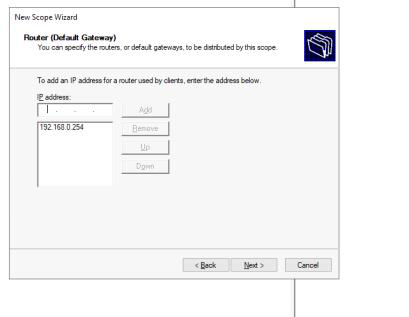 New Scope Wizard
Router (Default Gateway)
You can specify the routers, or default gateways, to be distributed by this scope.
To add an IP address for a router used by clients, enter the address below.
IP address:
. . .
Add
192.168.0.254
Remove
Up
Down
< Back
Next >
Cancel